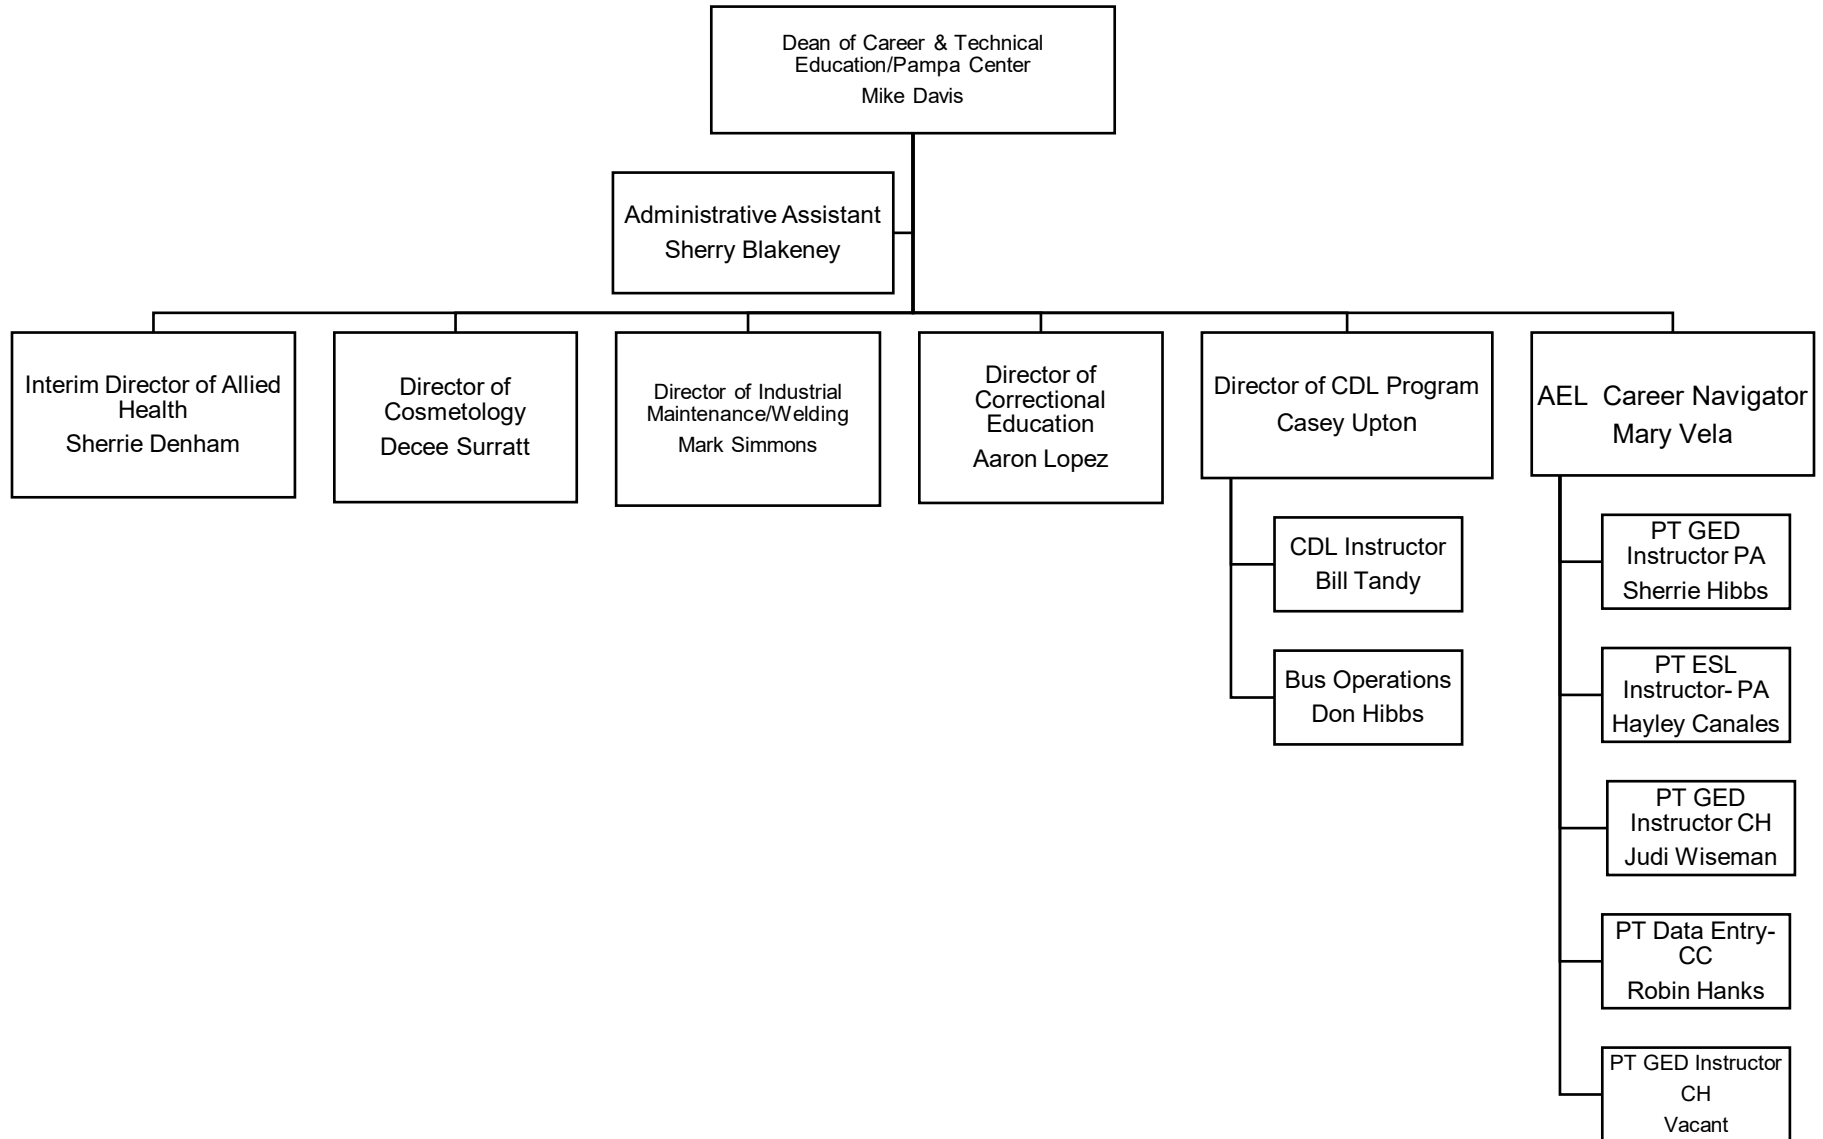 Dean of Career & Technical
Education/Pampa Center
Mike Davis
Administrative Assistant
Sherry Blakeney
Interim Director of Allied
Health
Sherrie Denham
Director of
Cosmetology
Decee Surratt
Director of Industrial
Maintenance/Welding
Mark Simmons
Director of
Correctional
Education
Aaron Lopez
Director of CDL Program
Casey Upton
AEL Career Navigator
Mary Vela
CDL Instructor
Bill Tandy
Bus Operations
Don Hibbs
PT GED
Instructor PA
Sherrie Hibbs
PT ESL
Instructor- PA
Hayley Canales
PT GED
Instructor CH
Judi Wiseman
PT Data Entry-
CC
Robin Hanks
PT GED Instructor
CH
Vacant